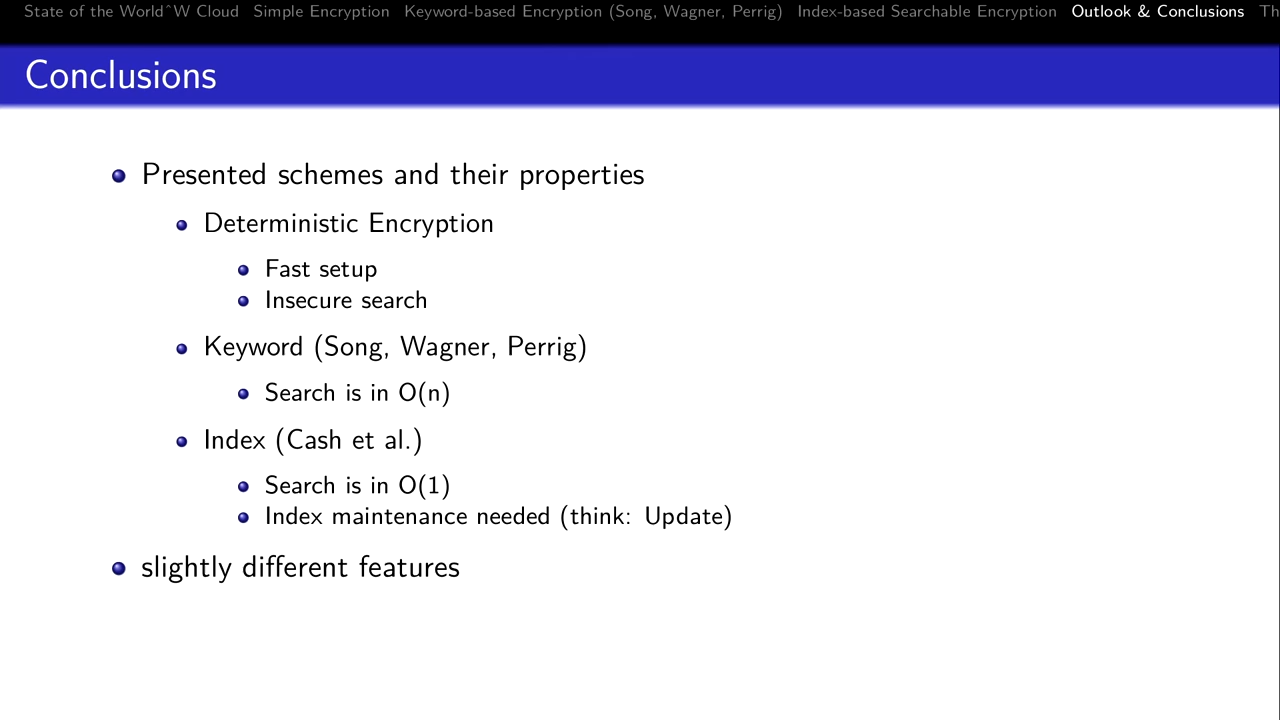 State of the World^W Cloud Simple Encryption Keyword-based Encryption (Song, Wagner, Perrig) Index-based Searchable Encryption Outlook & Conclusions Th
Conclusions
Presented schemes and their properties
Deterministic Encryption
Fast setup
Insecure search
Keyword (Song, Wagner, Perrig)
Search is in O(n)
Index (Cash et al.)
Search is in O(1)
Index maintenance needed (think: Update)
slightly different features